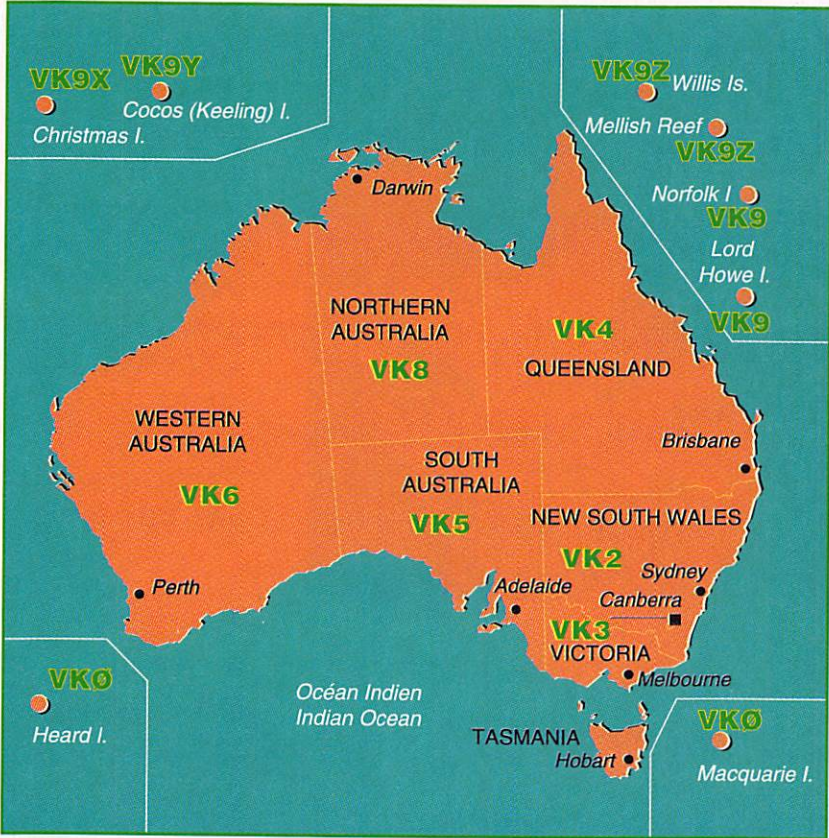 VK9X
VK9Y
Cocos (Keeling) I.
Christmas I.
VK9Z
Willis Is.
Mellish Reef
VK9Z
Norfolk I
VK9
Lord
Howe I.
VK9
Darwin
NORTHERN
AUSTRALIA
VK8
VK4
QUEENSLAND
WESTERN
AUSTRALIA
VK6
Brisbane
SOUTH
AUSTRALIA
VK5
NEW SOUTH WALES
VK2
Perth
Adelaide
Sydney
Canberra
VK3
VICTORIA
Melbourne
VKØ
Heard I.
Océan Indien
Indian Ocean
TASMANIA
Hobart
VKØ
Macquarie I.